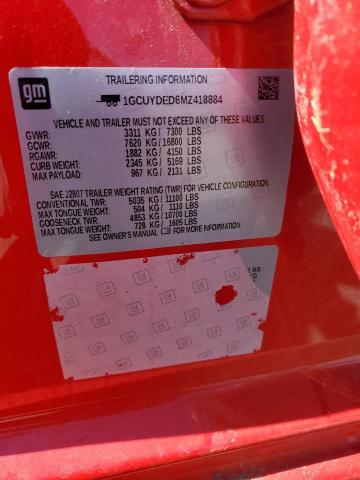 gm
TRAILERING INFORMATION
1GCUYDED6MZ418884
VEHICLE AND TRAILER MUST NOT EXCEED ANY OF THESE VALUES
GVWR: 3311 KG / 7300 LBS
GCWR: 7620 KG / 16800 LBS
RGAWR: 1882 KG / 4150 LBS
CURB WEIGHT: 2345 KG / 5169 LBS
MAX PAYLOAD: 967 KG / 2131 LBS
SAE J2807 TRAILER WEIGHT RATING (TWR) FOR VEHICLE CONFIGURATION
CONVENTIONAL TWR: 5035 KG / 11100 LBS
MAX TONGUE WEIGHT: 504 KG / 1110 LBS
GOOSENECK TWR: 4853 KG / 10700 LBS
MAX TONGUE WEIGHT: 728 KG / 1605 LBS
SEE OWNER'S MANUAL FOR MORE INFORMATION
RR